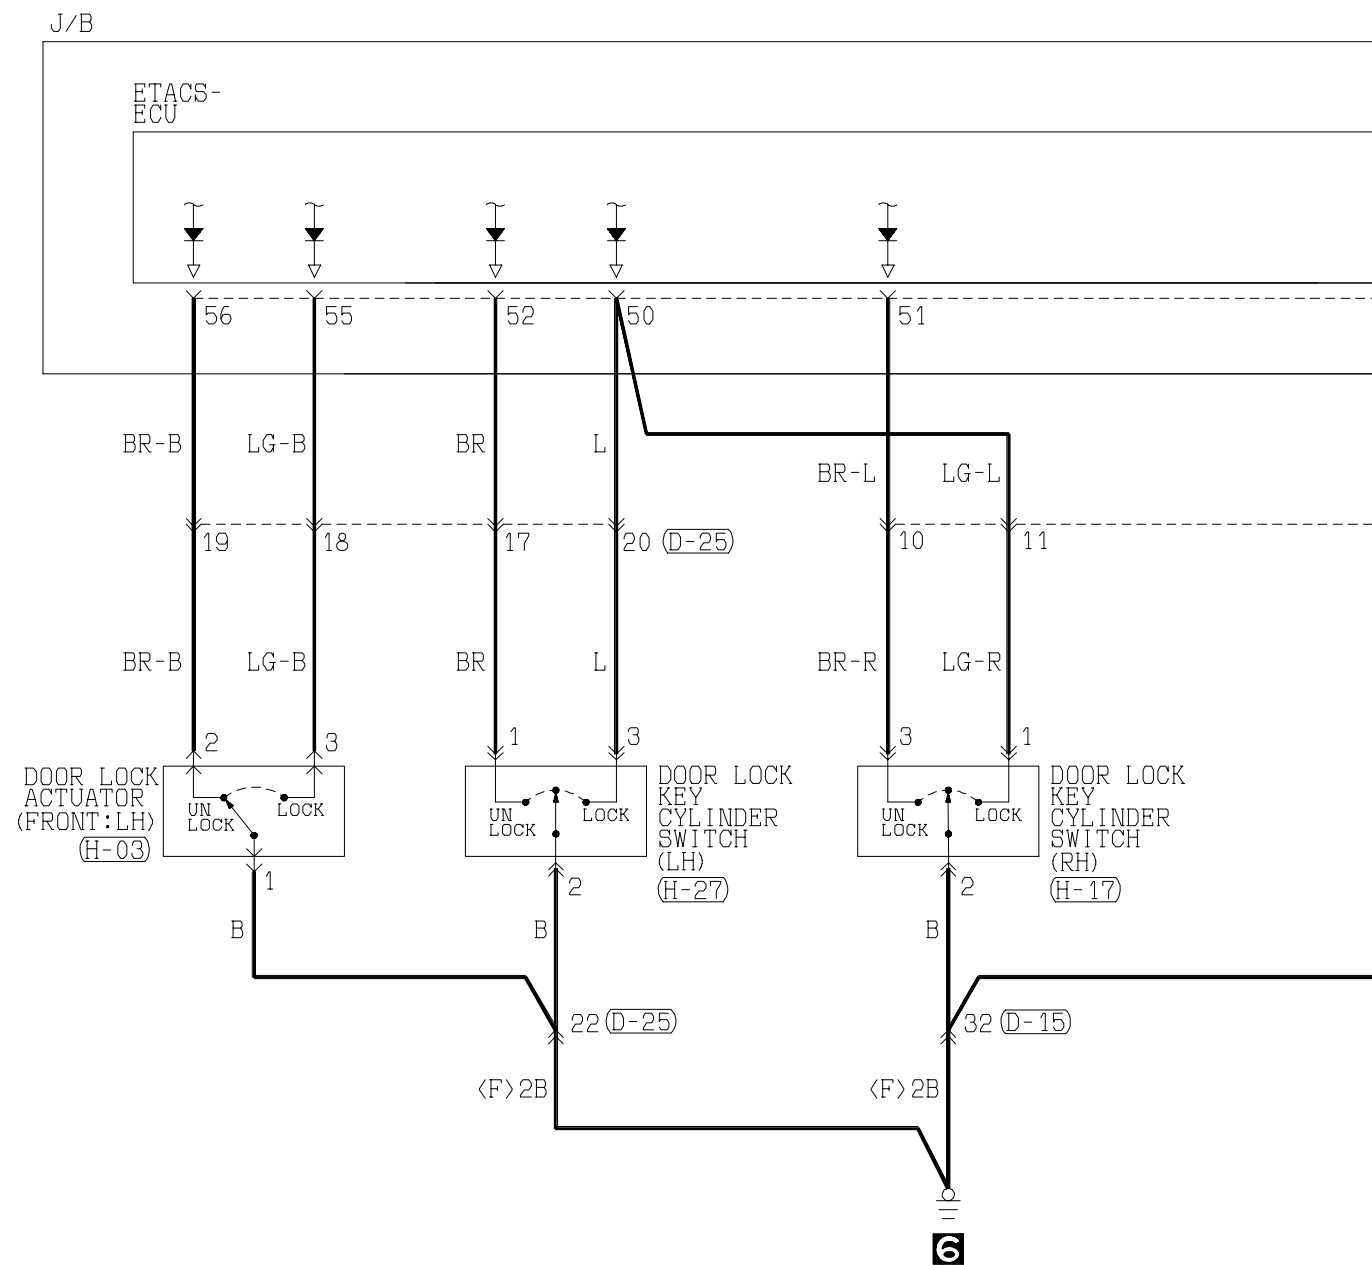 J/B
ETACS-
ECU
56 55 52 50 51
BR-B LG-B BR L
BR-L LG-L
19 18 17 20 (D-25) 10 11
BR-B LG-B BR L BR-R LG-R
2 3 1 3 3 1
DOOR LOCK
ACTUATOR
(FRONT:LH)
(H-03)
UN
LOCK
LOCK
UN
LOCK
LOCK
DOOR LOCK
KEY
CYLINDER
SWITCH
(LH)
(H-27)
UN
LOCK
LOCK
DOOR LOCK
KEY
CYLINDER
SWITCH
(RH)
(H-17)
1 2 2
B B B
22 (D-25) 32 (D-15)
<F>2B <F>2B
6